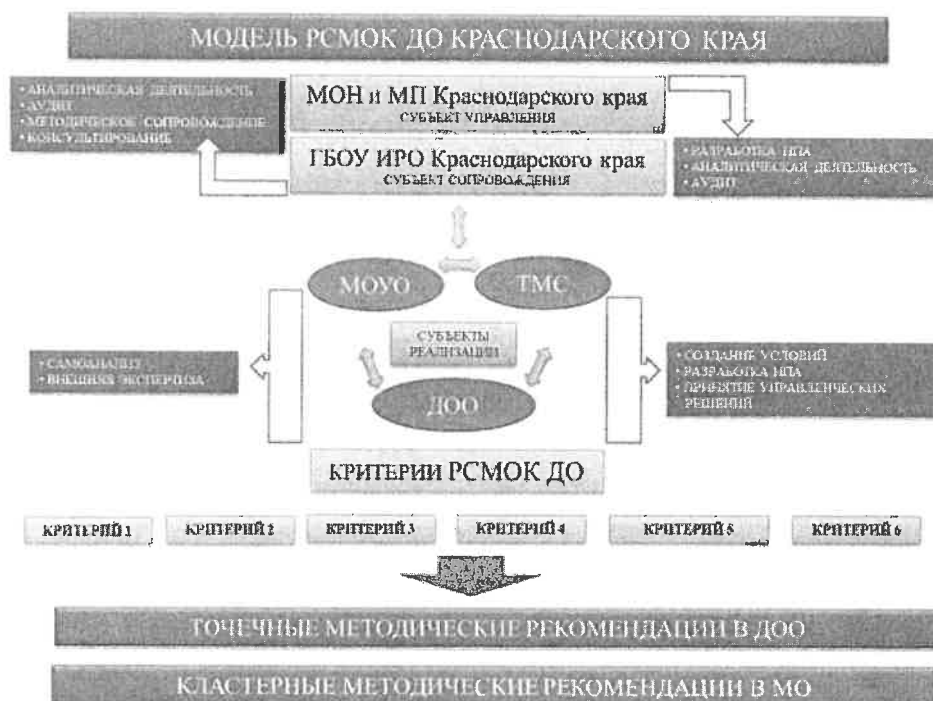 МОДЕЛЬ РСМОК ДО КРАСНОДАРСКОГО КРАЯ
• АНАЛИТИЧЕСКАЯ ДЕЯТЕЛЬНОСТЬ
• АУДИТ
• МЕТОДИЧЕСКОЕ СОПРОВОЖДЕНИЕ
• КОНСУЛЬТИРОВАНИЕ
МОН и МП Краснодарского края
СУБЪЕКТ УПРАВЛЕНИЯ
ГБОУ ИРО Краснодарского края
СУБЪЕКТ СОПРОВОЖДЕНИЯ
• РАЗРАБОТКА НПА
• АНАЛИТИЧЕСКАЯ ДЕЯТЕЛЬНОСТЬ
• АУДИТ
МОУО
ТМС
СУБЪЕКТЫ
РЕАЛИЗАЦИИ
ДОО
• САМОАНАЛИЗ
• ВНЕШНЯЯ ЭКСПЕРТИЗА
• СОЗДАНИЕ УСЛОВИЙ
• РАЗРАБОТКА НПА
• ПРИНЯТИЕ УПРАВЛЕНЧЕСКИХ
РЕШЕНИЙ
КРИТЕРИИ РСМОК ДО
КРИТЕРИЙ 1
КРИТЕРИЙ 2
КРИТЕРИЙ 3
КРИТЕРИЙ 4
КРИТЕРИЙ 5
КРИТЕРИЙ 6
ТОЧЕЧНЫЕ МЕТОДИЧЕСКИЕ РЕКОМЕНДАЦИИ В ДОО
КЛАСТЕРНЫЕ МЕТОДИЧЕСКИЕ РЕКОМЕНДАЦИИ В МО